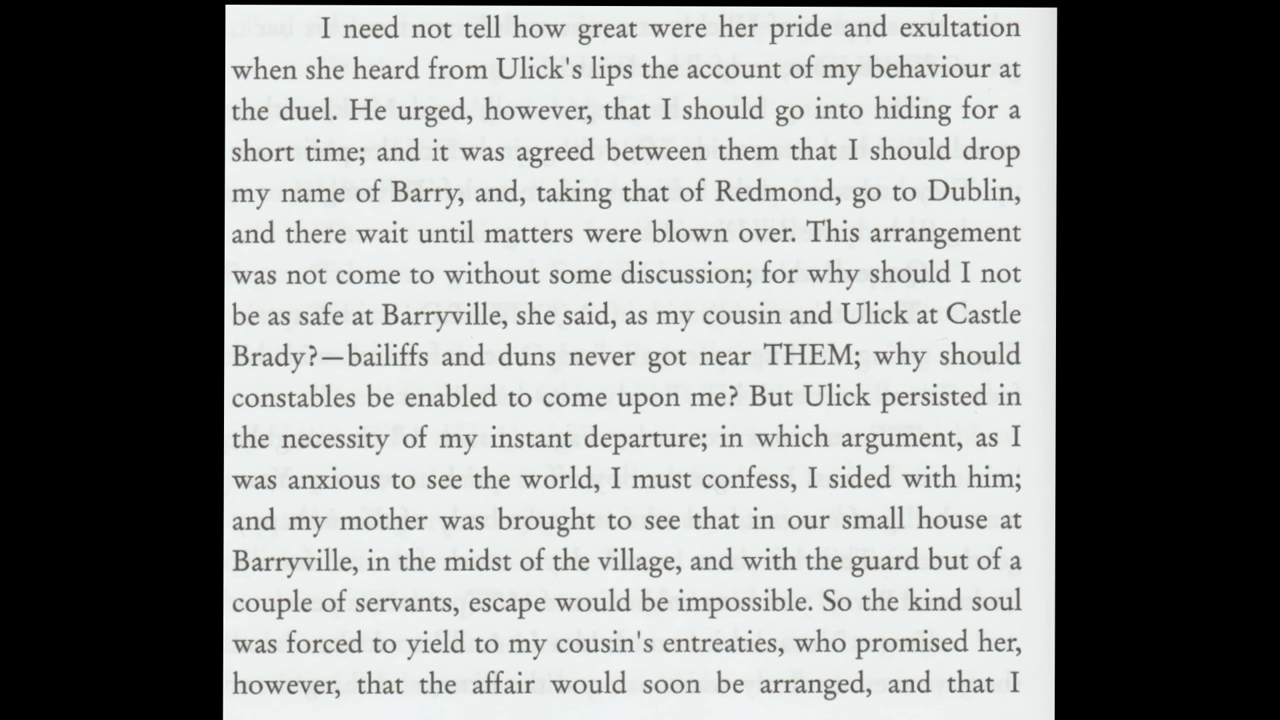 I need not tell how great were her pride and exultation
when she heard from Ulick's lips the account of my behaviour at
the duel. He urged, however, that I should go into hiding for a
short time; and it was agreed between them that I should drop
my name of Barry, and, taking that of Redmond, go to Dublin,
and there wait until matters were blown over. This arrangement
was not come to without some discussion; for why should I not
be as safe at Barryville, she said, as my cousin and Ulick at Castle
Brady?—bailiffs and duns never got near THEM; why should
constables be enabled to come upon me? But Ulick persisted in
the necessity of my instant departure; in which argument, as I
was anxious to see the world, I must confess, I sided with him;
and my mother was brought to see that in our small house at
Barryville, in the midst of the village, and with the guard but of a
couple of servants, escape would be impossible. So the kind soul
was forced to yield to my cousin's entreaties, who promised her,
however, that the affair would soon be arranged, and that I